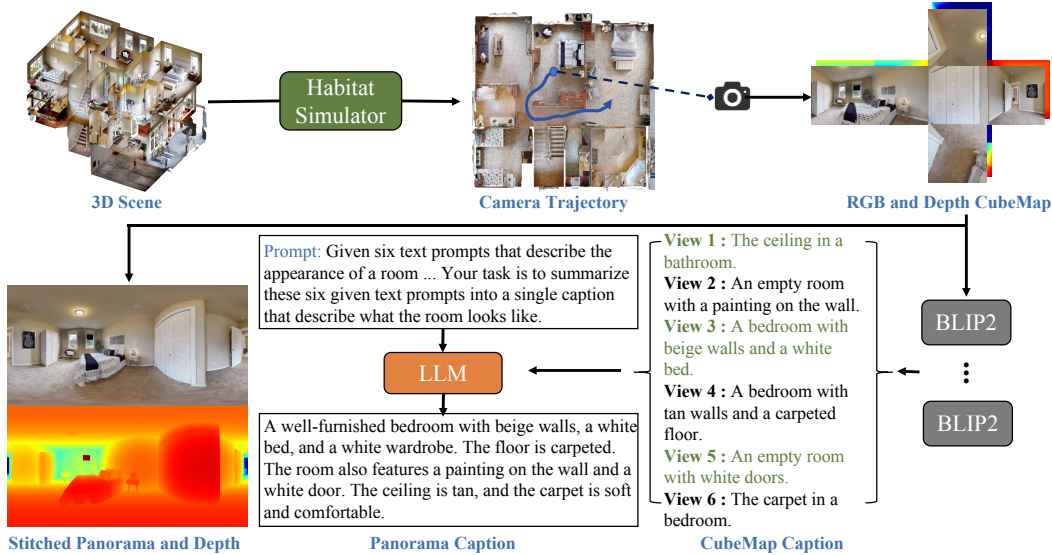 Habitat
Simulator
3D Scene
Camera Trajectory
RGB and Depth CubeMap
Prompt: Given six text prompts that describe the
appearance of a room ... Your task is to summarize
these six given text prompts into a single caption
that describe what the room looks like.
LLM
A well-furnished bedroom with beige walls, a white
bed, and a white wardrobe. The floor is carpeted.
The room also features a painting on the wall and a
white door. The ceiling is tan, and the carpet is soft
and comfortable.
View 1 : The ceiling in a
bathroom.
View 2 : An empty room
with a painting on the wall.
View 3 : A bedroom with
beige walls and a white
bed.
View 4 : A bedroom with
tan walls and a carpeted
floor.
View 5 : An empty room
with white doors.
View 6 : The carpet in a
bedroom.
BLIP2
BLIP2
Stitched Panorama and Depth
Panorama Caption
CubeMap Caption